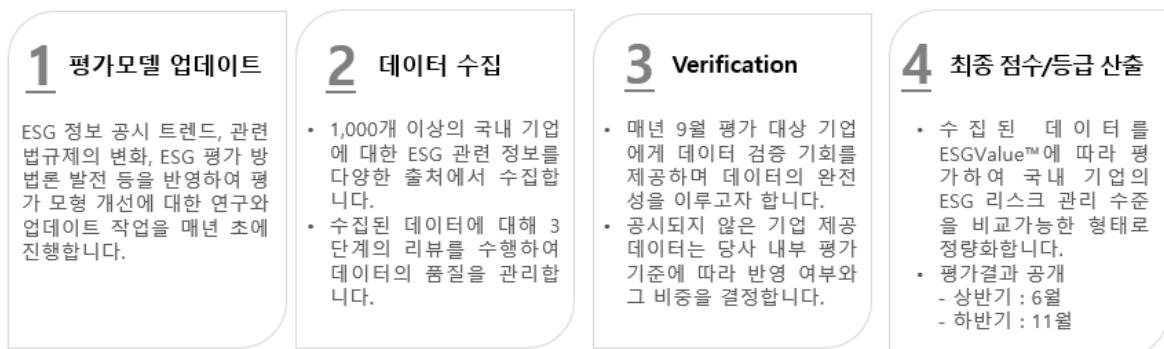 1 평가모델 업데이트
ESG 정보 공시 트렌드, 관련
법규제의 변화, ESG 평가 방
법론 발전 등을 반영하여 평
가 모형 개선에 대한 연구와
업데이트 작업을 매년 초에
진행합니다.
2 데이터 수집
• 1,000개 이상의 국내 기업
에 대한 ESG 관련 정보를
다양한 출처에서 수집합
니다.
• 수집된 데이터에 대해 3
단계의 리뷰를 수행하여
데이터의 품질을 관리합
니다.
3 Verification
• 매년 9월 평가 대상 기업
에게 데이터 검증 기회를
제공하며 데이터의 완전
성을 이루고자 합니다.
• 공시되지 않은 기업 제공
데이터는 당사 내부 평가
기준에 따라 반영 여부와
그 비중을 결정합니다.
4 최종 점수/등급 산출
• 수집된 데이터를
ESGValue™에 따라 평
가하여 국내 기업의
ESG 리스크 관리 수준
을 비교가능한 형태로
정량화합니다.
• 평가결과 공개
- 상반기 : 6월
- 하반기 : 11월